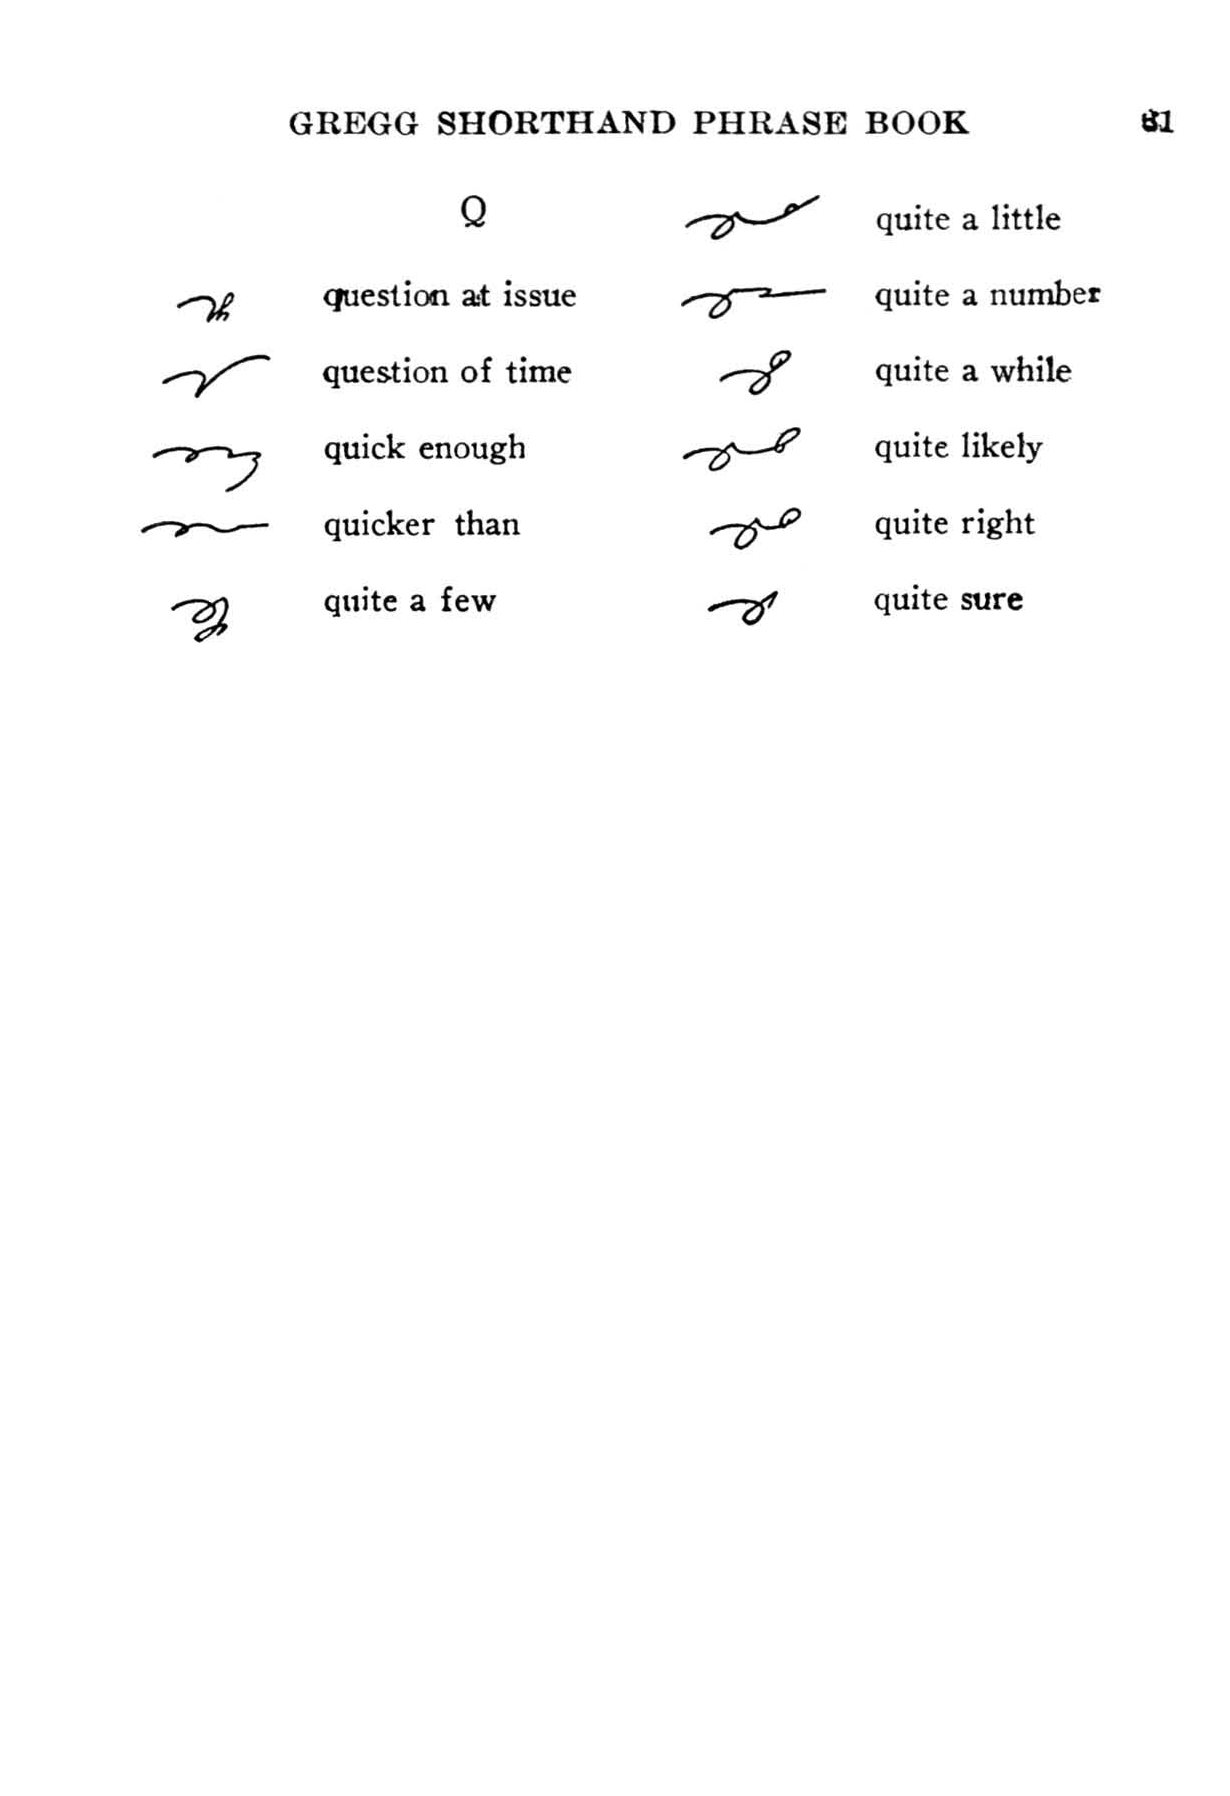 GREGG SHORTHAND PHRASE BOOK 81
Q
question at issue
question of time
quick enough
quicker than
quite a few
quite a little
quite a number
quite a while
quite likely
quite right
quite sure